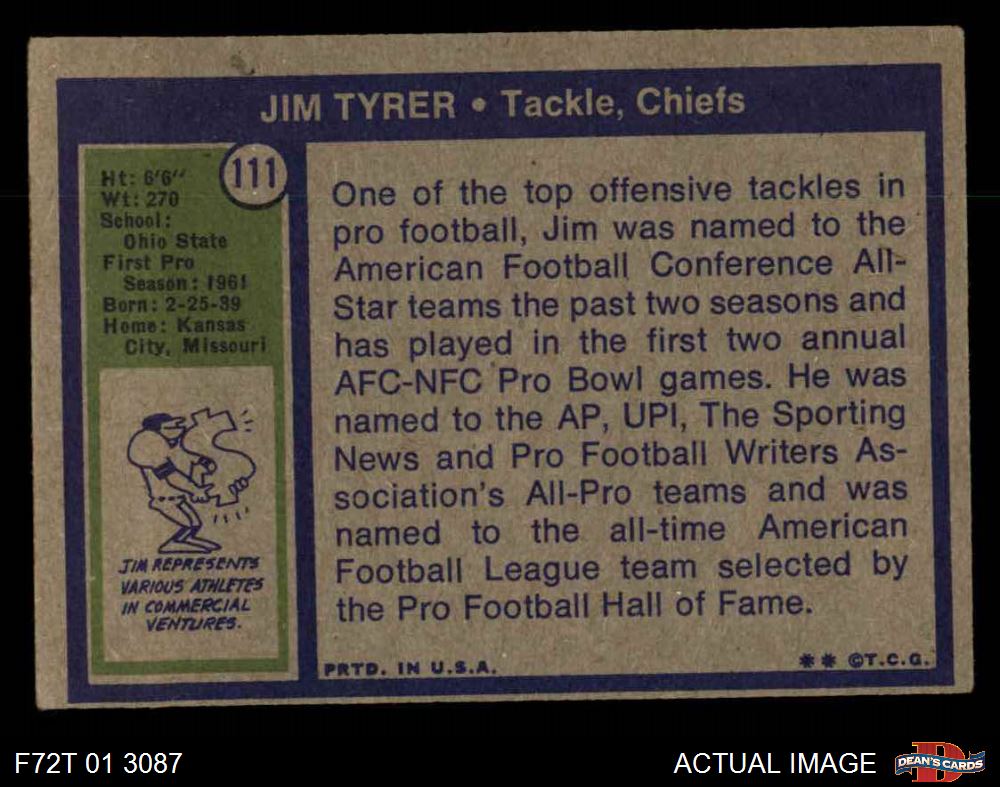 JIM TYRER • Tackle, Chiefs
111
Ht: 6'6"
Wt: 270
School:
Ohio State
First Pro
Season: 1961
Born: 2-25-39
Home: Kansas
City, Missouri
JIM REPRESENTS
VARIOUS ATHLETES
IN COMMERCIAL
VENTURES.
One of the top offensive tackles in
pro football, Jim was named to the
American Football Conference All-
Star teams the past two seasons and
has played in the first two annual
AFC-NFC Pro Bowl games. He was
named to the AP, UPI, The Sporting
News and Pro Football Writers As-
sociation's All-Pro teams and was
named to the all-time American
Football League team selected by
the Pro Football Hall of Fame.
PRTD. IN U.S.A.
** ©T.C.G.
F72T 01 3087
ACTUAL IMAGE
DEAN'S CARDS